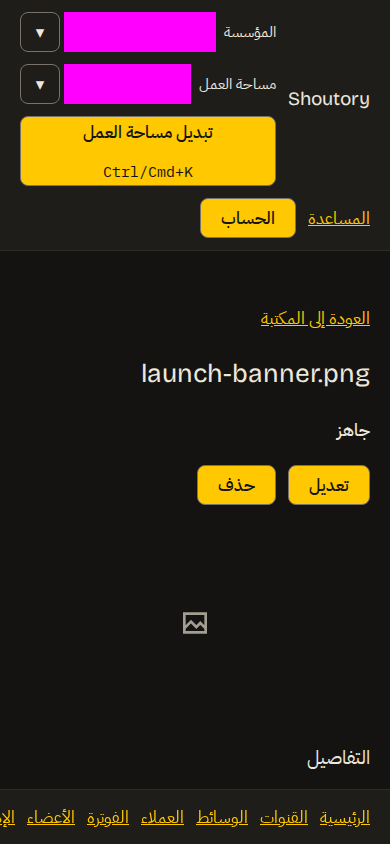 Shoutory
المؤسسة
▼
مساحة العمل
▼
تبديل مساحة العمل
Ctrl/Cmd+K
المساعدة
الحساب
العودة إلى المكتبة
launch-banner.png
جاهز
تعديل
حذف
التفاصيل
الرئيسية القنوات الوسائط العملاء الفوترة الأعضاء